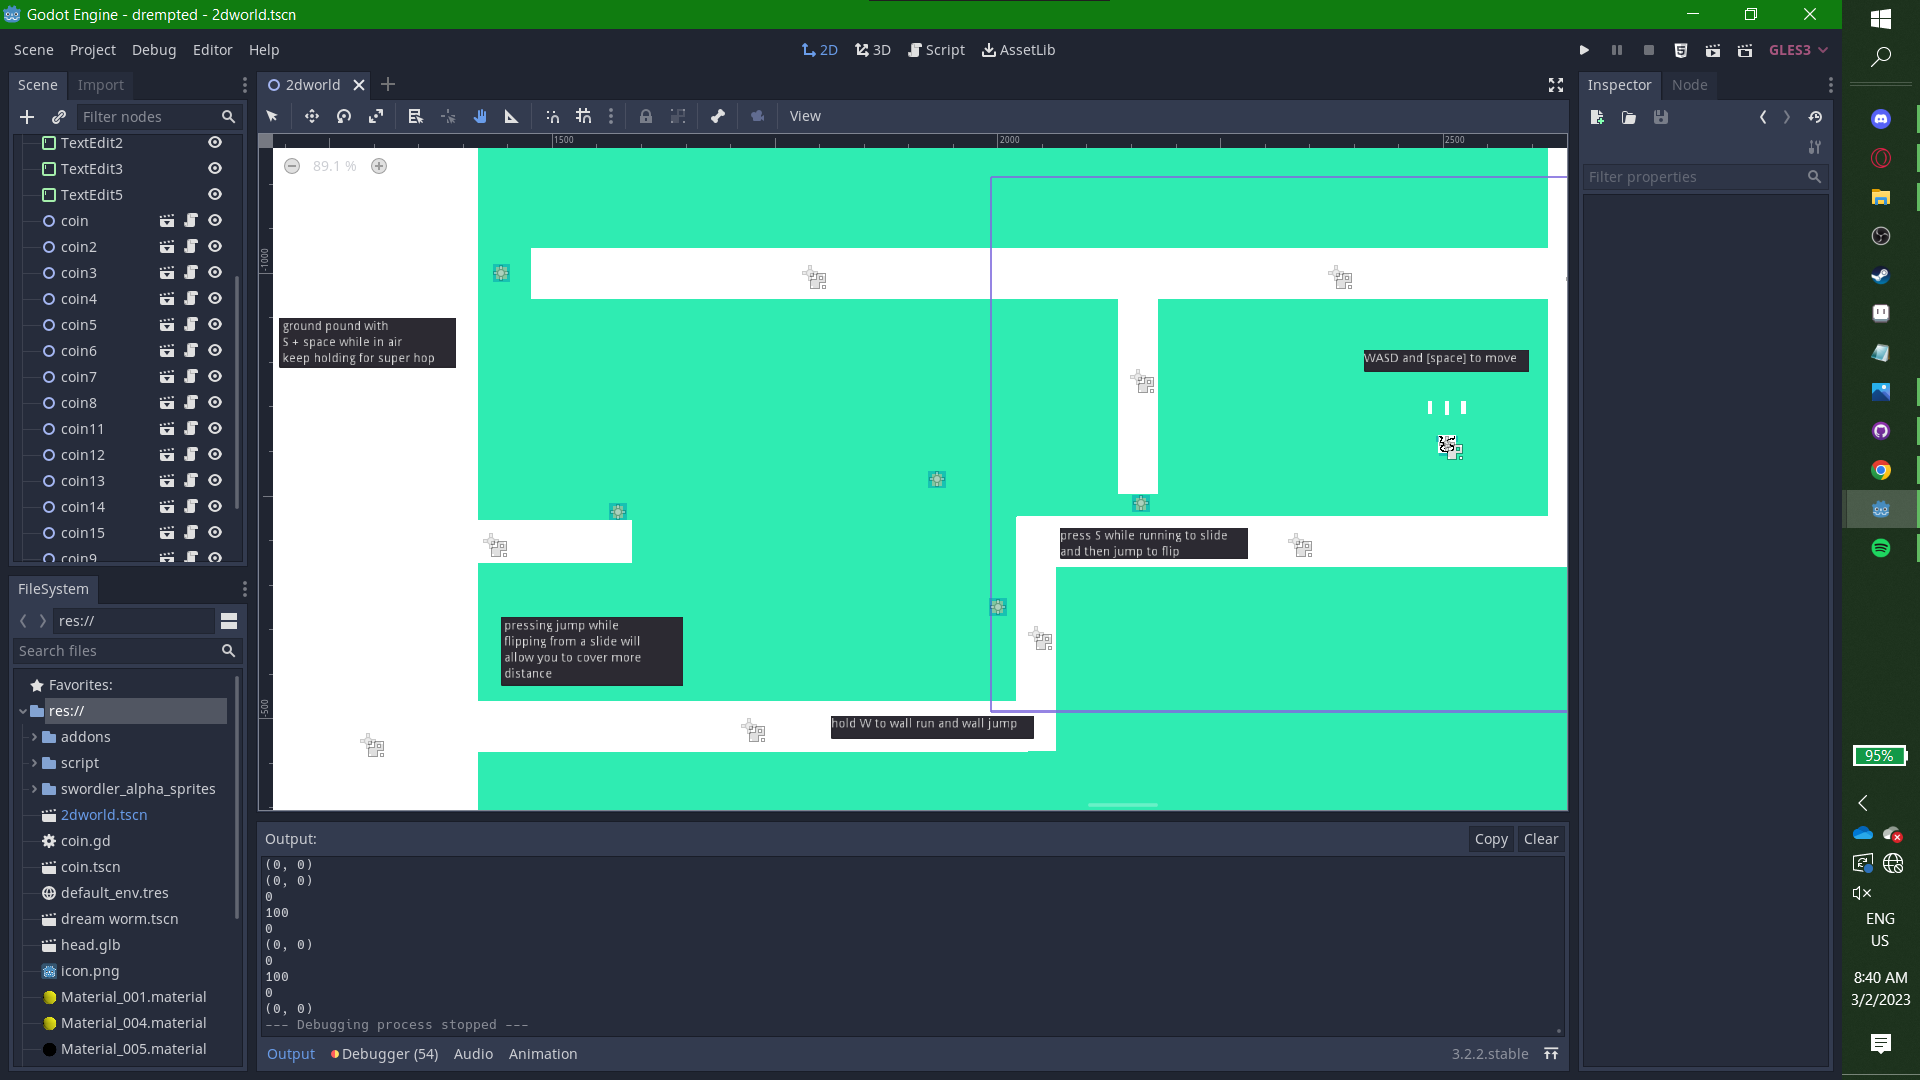 Godot Engine - drempted - 2dworld.tscn
Scene Project Debug Editor Help
2D 3D Script AssetLib
GLES3
Scene Import
2dworld
Inspector Node
Filter nodes
View
TextEdit2
TextEdit3
TextEdit5
coin
coin2
coin3
coin4
coin5
coin6
coin7
coin8
coin11
coin12
coin13
coin14
coin15
coin9
1500 2000 2500
89.1 %
-1000
-500
ground pound with
S + space while in air
keep holding for super hop
WASD and [space] to move
press S while running to slide
and then jump to flip
pressing jump while
flipping from a slide will
allow you to cover more
distance
hold W to wall run and wall jump
Filter properties
FileSystem
res://
Search files
Favorites:
res://
addons
script
swordler_alpha_sprites
2dworld.tscn
coin.gd
coin.tscn
default_env.tres
dream worm.tscn
head.glb
icon.png
Material_001.material
Material_004.material
Material_005.material
Output:
Copy Clear
(0, 0)
(0, 0)
0
100
0
(0, 0)
0
100
0
(0, 0)
--- Debugging process stopped ---
Output Debugger (54) Audio Animation
3.2.2.stable
95%
ENG
US
8:40 AM
3/2/2023